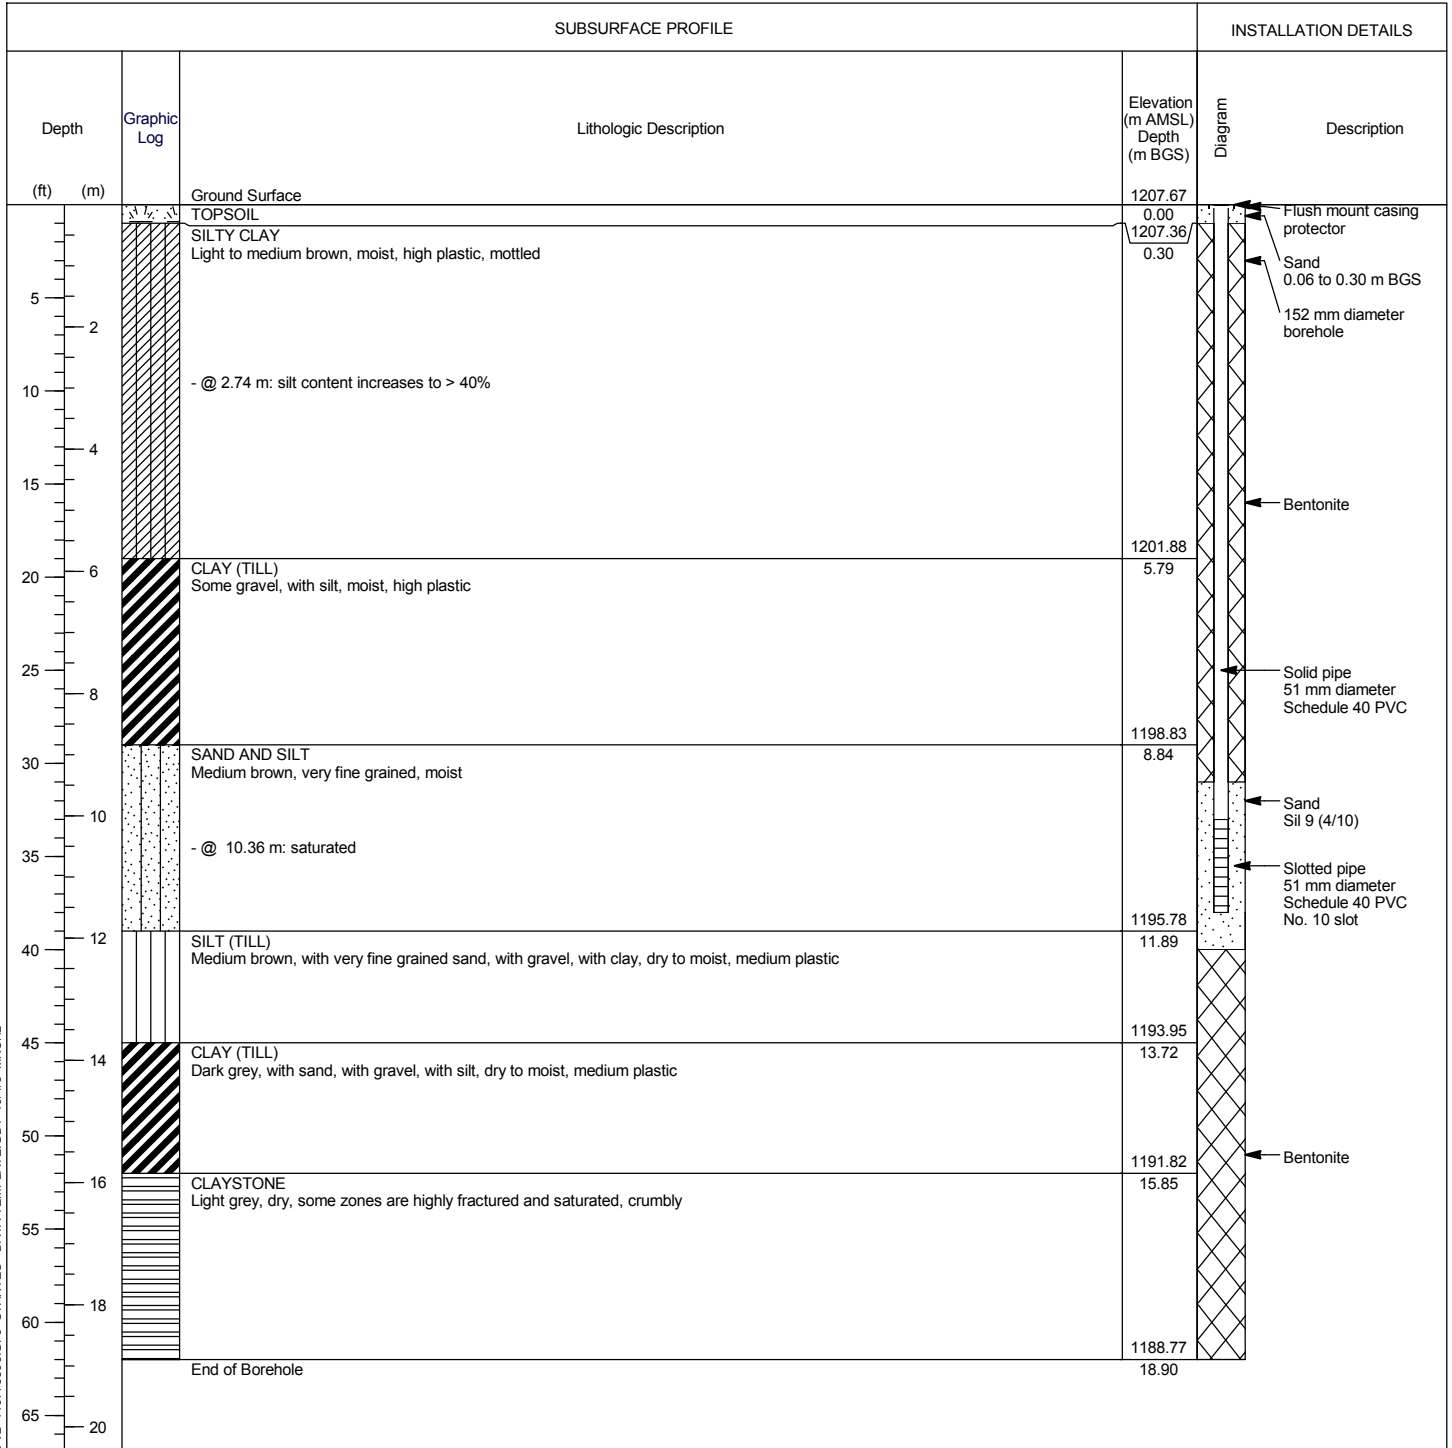 SUBSURFACE PROFILE
INSTALLATION DETAILS
Depth
Graphic
Log
Lithologic Description
Elevation
(m AMSL)
Depth
(m BGS)
Diagram
Description
(ft)
(m)
Ground Surface
1207.67
TOPSOIL
0.00
Flush mount casing
protector
SILTY CLAY
1207.36
Light to medium brown, moist, high plastic, mottled
0.30
Sand
0.06 to 0.30 m BGS
5
152 mm diameter
borehole
2
- @ 2.74 m: silt content increases to > 40%
10
4
15
Bentonite
1201.88
CLAY (TILL)
5.79
6
20
Some gravel, with silt, moist, high plastic
25
Solid pipe
51 mm diameter
Schedule 40 PVC
8
1198.83
SAND AND SILT
8.84
30
Medium brown, very fine grained, moist
Sand
Sil 9 (4/10)
10
- @ 10.36 m: saturated
35
Slotted pipe
51 mm diameter
Schedule 40 PVC
No. 10 slot
1195.78
12
SILT (TILL)
11.89
40
Medium brown, with very fine grained sand, with gravel, with clay, dry to moist, medium plastic
1193.95
45
CLAY (TILL)
13.72
14
Dark grey, with sand, with gravel, with silt, dry to moist, medium plastic
50
1191.82
Bentonite
16
CLAYSTONE
15.85
Light grey, dry, some zones are highly fractured and saturated, crumbly
55
18
60
1188.77
End of Borehole
18.90
65
20